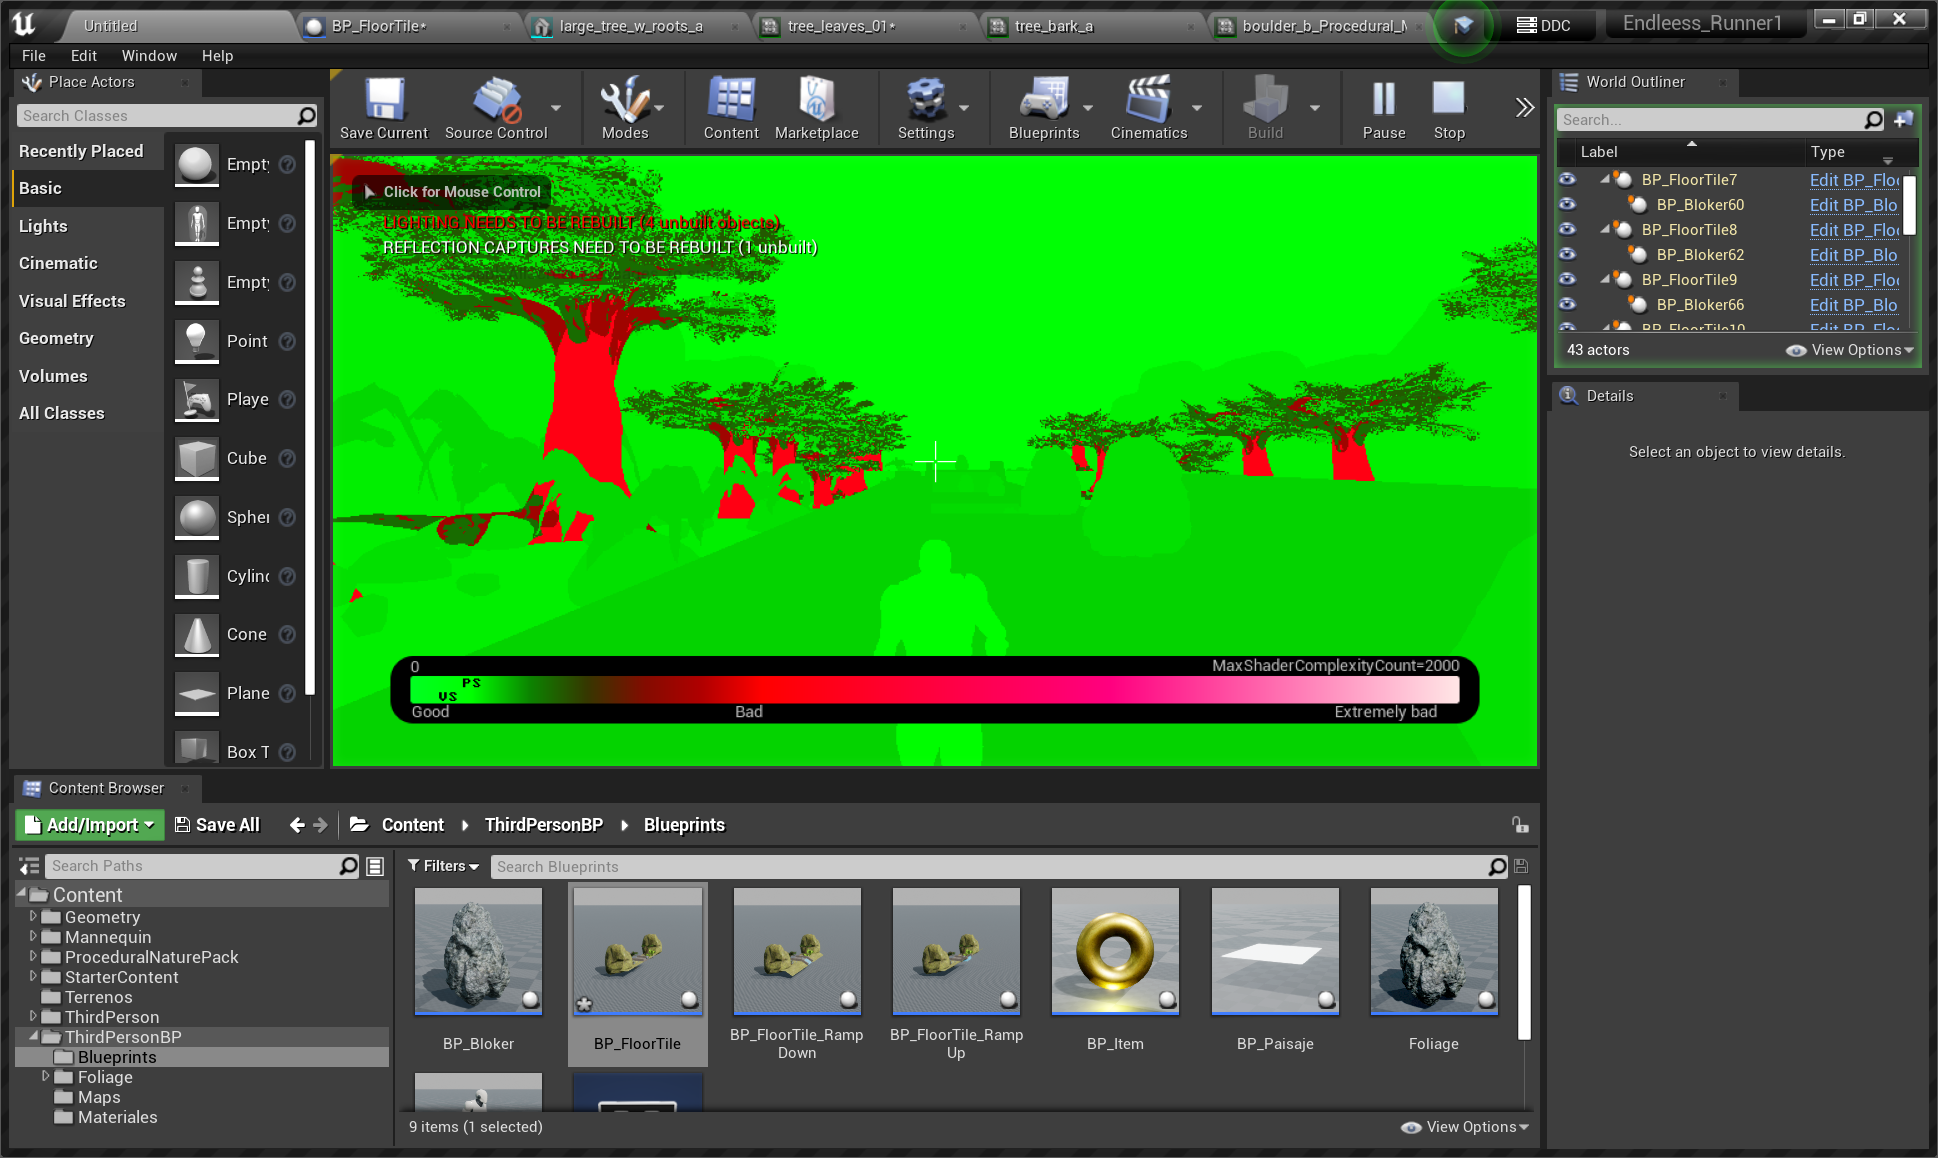 Untitled
BP_FloorTile*
large_tree_w_roots_a
tree_leaves_01*
tree_bark_a
boulder_b_Procedural_
DDC
Endleess_Runner1
File Edit Window Help
Place Actors
Search Classes
Recently Placed
Basic
Lights
Cinematic
Visual Effects
Geometry
Volumes
All Classes
Empty
Empty
Empty
Point
Playe
Cube
Spher
Cylind
Cone
Plane
Box T
Save Current
Source Control
Modes
Content
Marketplace
Settings
Blueprints
Cinematics
Build
Pause
Stop
Click for Mouse Control
LIGHTING NEEDS TO BE REBUILT (4 unbuilt objects)
REFLECTION CAPTURES NEED TO BE REBUILT (1 unbuilt)
0
MaxShaderComplexityCount=2000
PS
VS
Good
Bad
Extremely bad
World Outliner
Search...
Label Type
BP_FloorTile7 Edit BP_Floo
BP_Bloker60 Edit BP_Blo
BP_FloorTile8 Edit BP_Floo
BP_Bloker62 Edit BP_Blo
BP_FloorTile9 Edit BP_Floo
BP_Bloker66 Edit BP_Blo
BP_FloorTile10 Edit BP_Floo
43 actors
View Options
Details
Select an object to view details.
Content Browser
Add/Import
Save All
Content
ThirdPersonBP
Blueprints
Search Paths
Filters
Search Blueprints
Content
Geometry
Mannequin
ProceduralNaturePack
StarterContent
Terrenos
ThirdPerson
ThirdPersonBP
Blueprints
Foliage
Maps
Materiales
BP_Bloker
BP_FloorTile
BP_FloorTile_Ramp
Down
BP_FloorTile_Ramp
Up
BP_Item
BP_Paisaje
Foliage
9 items (1 selected)
View Options